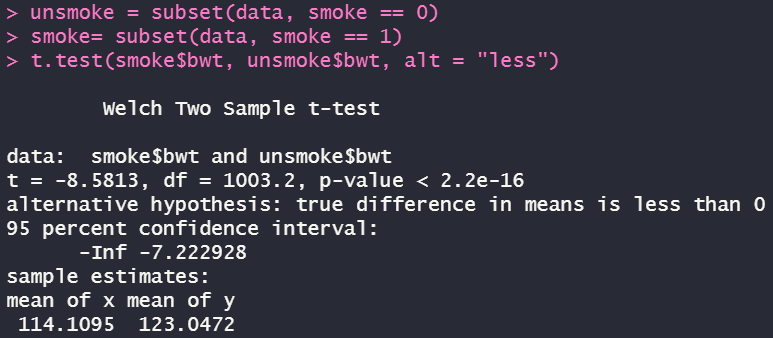 > unsmoke = subset(data, smoke == 0)
> smoke= subset(data, smoke == 1)
> t.test(smoke$bwt, unsmoke$bwt, alt = "less")
Welch Two Sample t-test
data:  smoke$bwt and unsmoke$bwt
t = -8.5813, df = 1003.2, p-value < 2.2e-16
alternative hypothesis: true difference in means is less than 0
95 percent confidence interval:
-Inf -7.222928
sample estimates:
mean of x mean of y
114.1095  123.0472